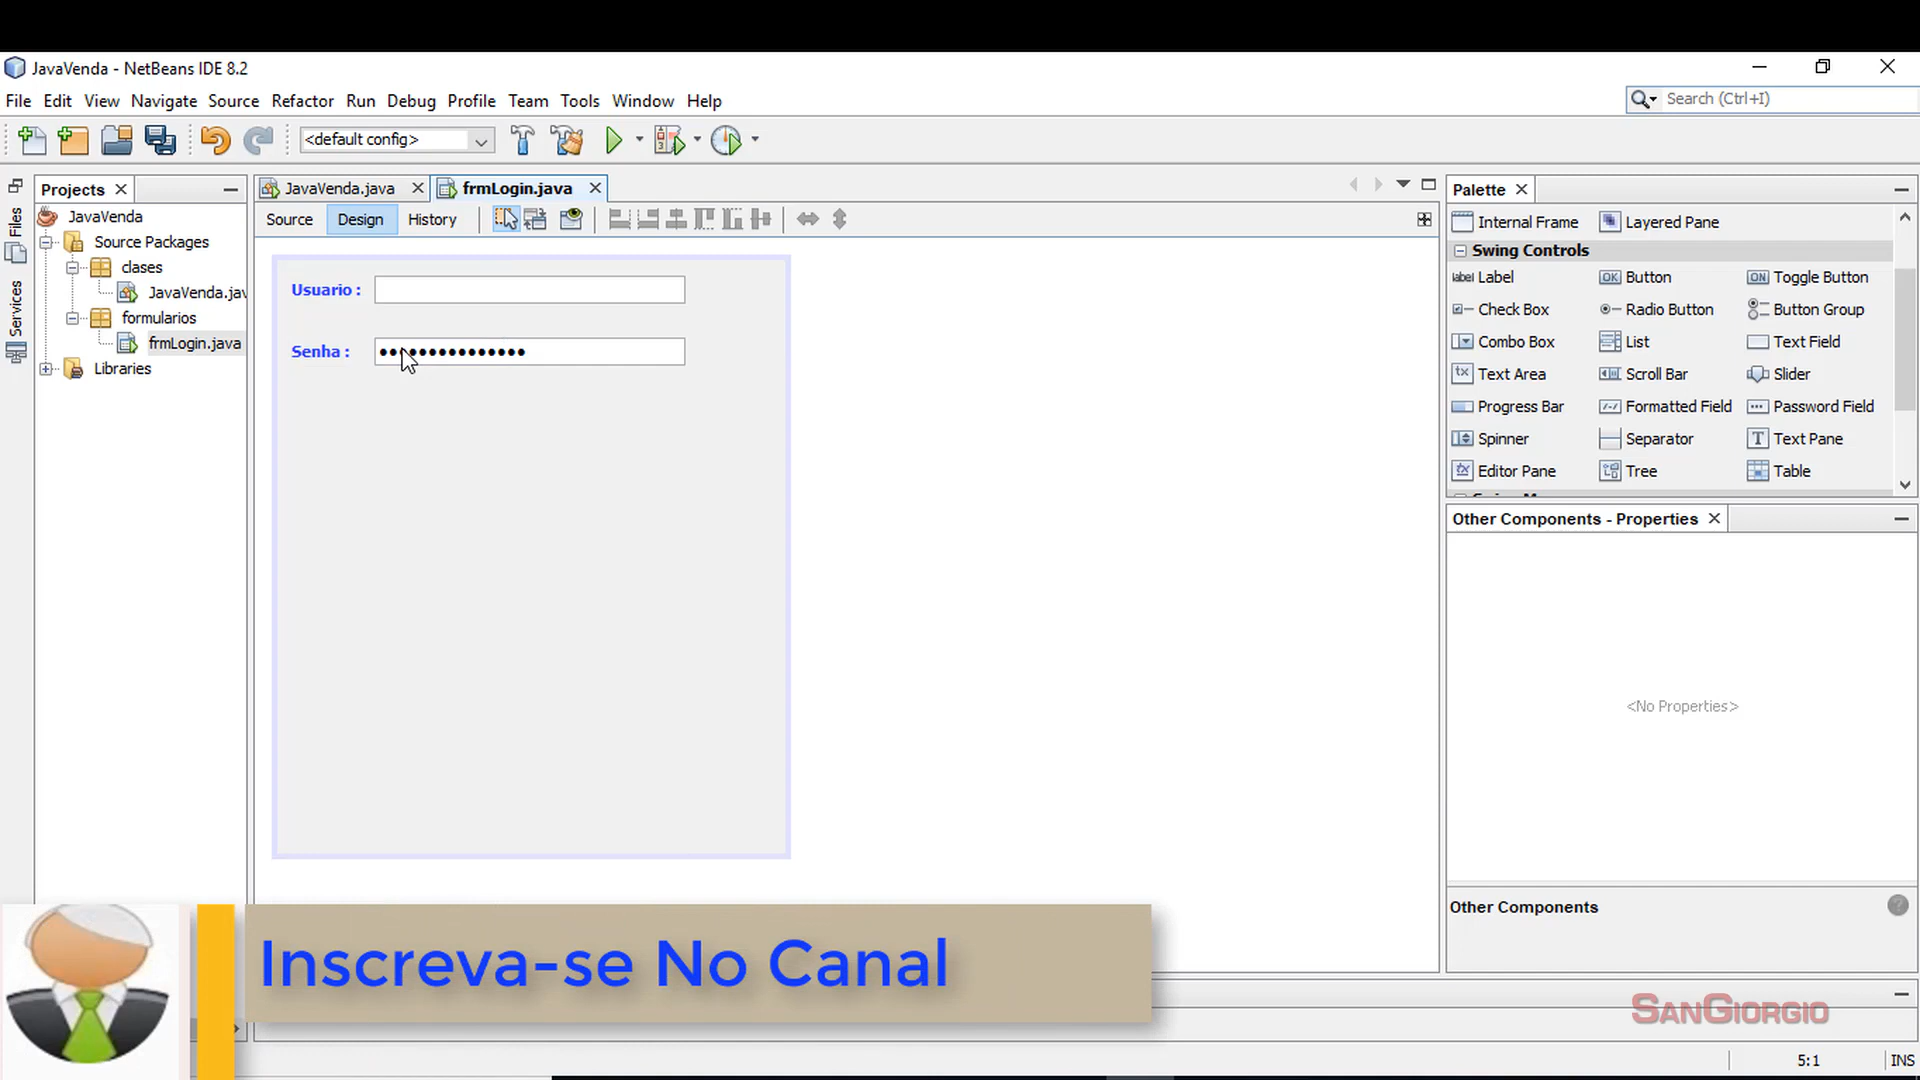 JavaVenda - NetBeans IDE 8.2
File Edit View Navigate Source Refactor Run Debug Profile Team Tools Window Help
Search (Ctrl+I)
<default config>
Files
Services
Projects
JavaVenda
Source Packages
clases
JavaVenda.jav
formularios
frmLogin.java
Libraries
JavaVenda.java
frmLogin.java
Source Design History
Usuario :
Senha :
Palette
Internal Frame Layered Pane
Swing Controls
label Label OK Button ON Toggle Button
Check Box Radio Button Button Group
Combo Box List Text Field
Text Area Scroll Bar Slider
Progress Bar Formatted Field Password Field
Spinner Separator Text Pane
Editor Pane Tree Table
Other Components - Properties
<No Properties>
Other Components
Inscreva-se No Canal
SanGiorgio
5:1 INS